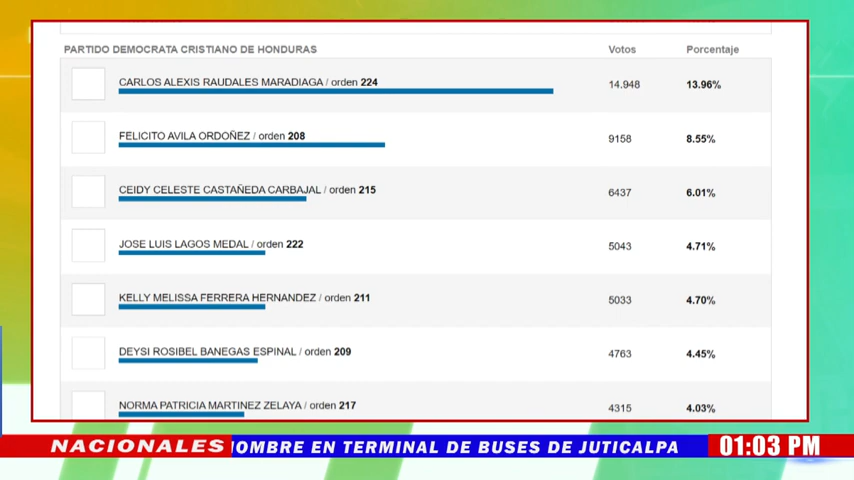 PARTIDO DEMOCRATA CRISTIANO DE HONDURAS Votos Porcentaje
CARLOS ALEXIS RAUDALES MARADIAGA / orden 224 14.948 13.96%
FELICITO AVILA ORDOÑEZ / orden 208 9158 8.55%
CEIDY CELESTE CASTAÑEDA CARBAJAL / orden 215 6437 6.01%
JOSE LUIS LAGOS MEDAL / orden 222 5043 4.71%
KELLY MELISSA FERRERA HERNANDEZ / orden 211 5033 4.70%
DEYSI ROSIBEL BANEGAS ESPINAL / orden 209 4763 4.45%
NORMA PATRICIA MARTINEZ ZELAYA / orden 217 4315 4.03%
NACIONALES EN TERMINAL DE BUSES DE JUTICALPA 01:03 PM